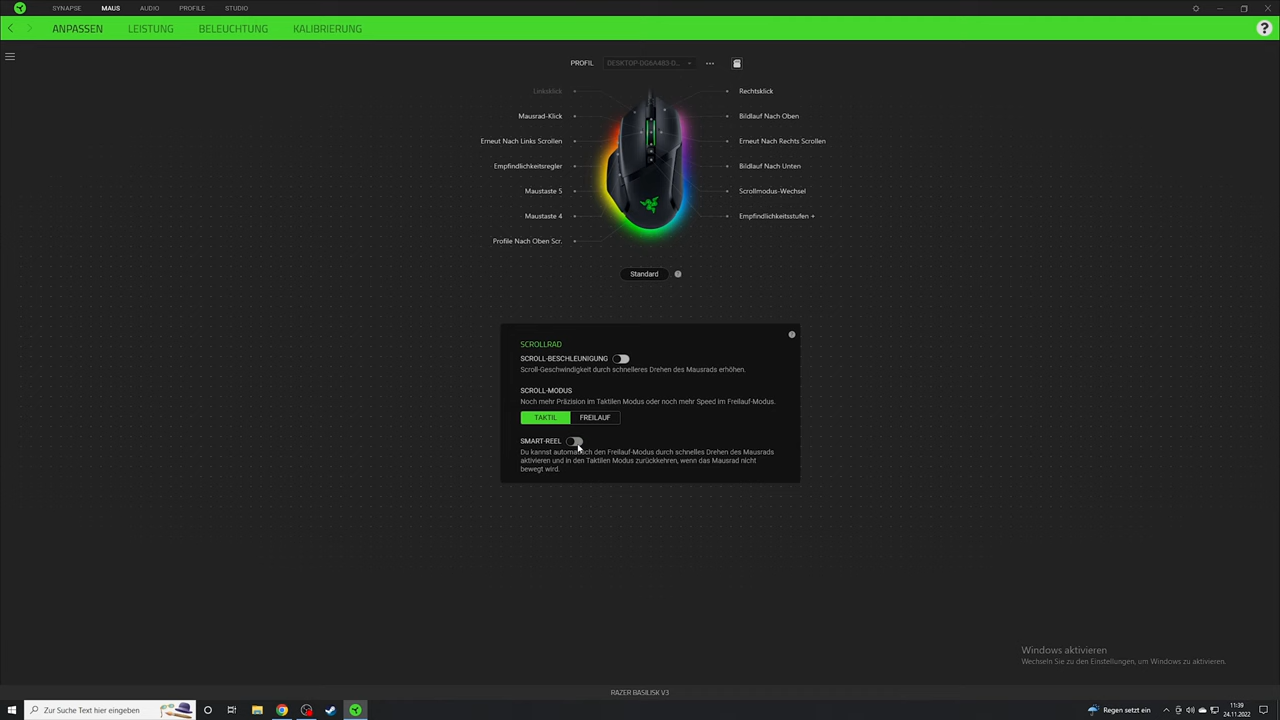 SYNAPSE MAUS AUDIO PROFILE STUDIO
ANPASSEN LEISTUNG BELEUCHTUNG KALIBRIERUNG ?
PROFIL DESKTOP-DG6A483-D... ...
Linksklick
Mausrad-Klick
Erneut Nach Links Scrollen
Empfindlichkeitsregler
Maustaste 5
Maustaste 4
Profile Nach Oben Scr.
Rechtsklick
Bildlauf Nach Oben
Erneut Nach Rechts Scrollen
Bildlauf Nach Unten
Scrollmodus-Wechsel
Empfindlichkeitsstufen +
Standard ?
SCROLLRAD
SCROLL-BESCHLEUNIGUNG
Scroll-Geschwindigkeit durch schnelleres Drehen des Mausrads erhöhen.
SCROLL-MODUS
Noch mehr Präzision im Taktilen Modus oder noch mehr Speed im Freilauf-Modus.
TAKTIL FREILAUF
SMART-REEL
Du kannst automatisch den Freilauf-Modus durch schnelles Drehen des Mausrads
aktivieren und in den Taktilen Modus zurückkehren, wenn das Mausrad nicht
bewegt wird.
Windows aktivieren
Wechseln Sie zu den Einstellungen, um Windows zu aktivieren.
RAZER BASILISK V3
Zur Suche Text hier eingeben
Regen setzt ein
11:39
24.11.2022